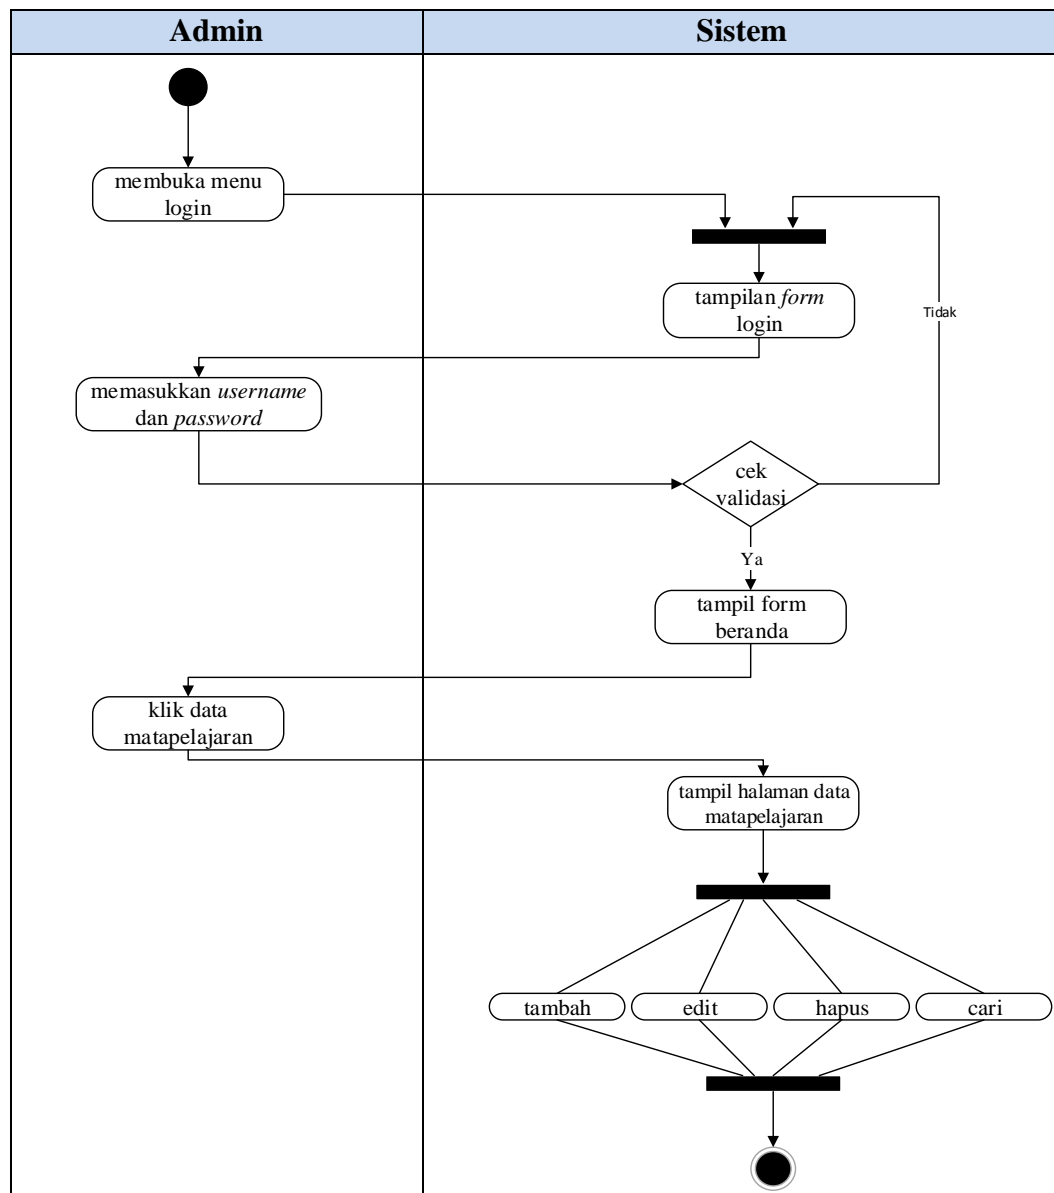 Admin
Sistem
membuka menu
login
tampilan form
login
Tidak
memasukkan username
dan password
cek
validasi
Ya
tampil form
beranda
klik data
matapelajaran
tampil halaman data
matapelajaran
tambah
edit
hapus
cari